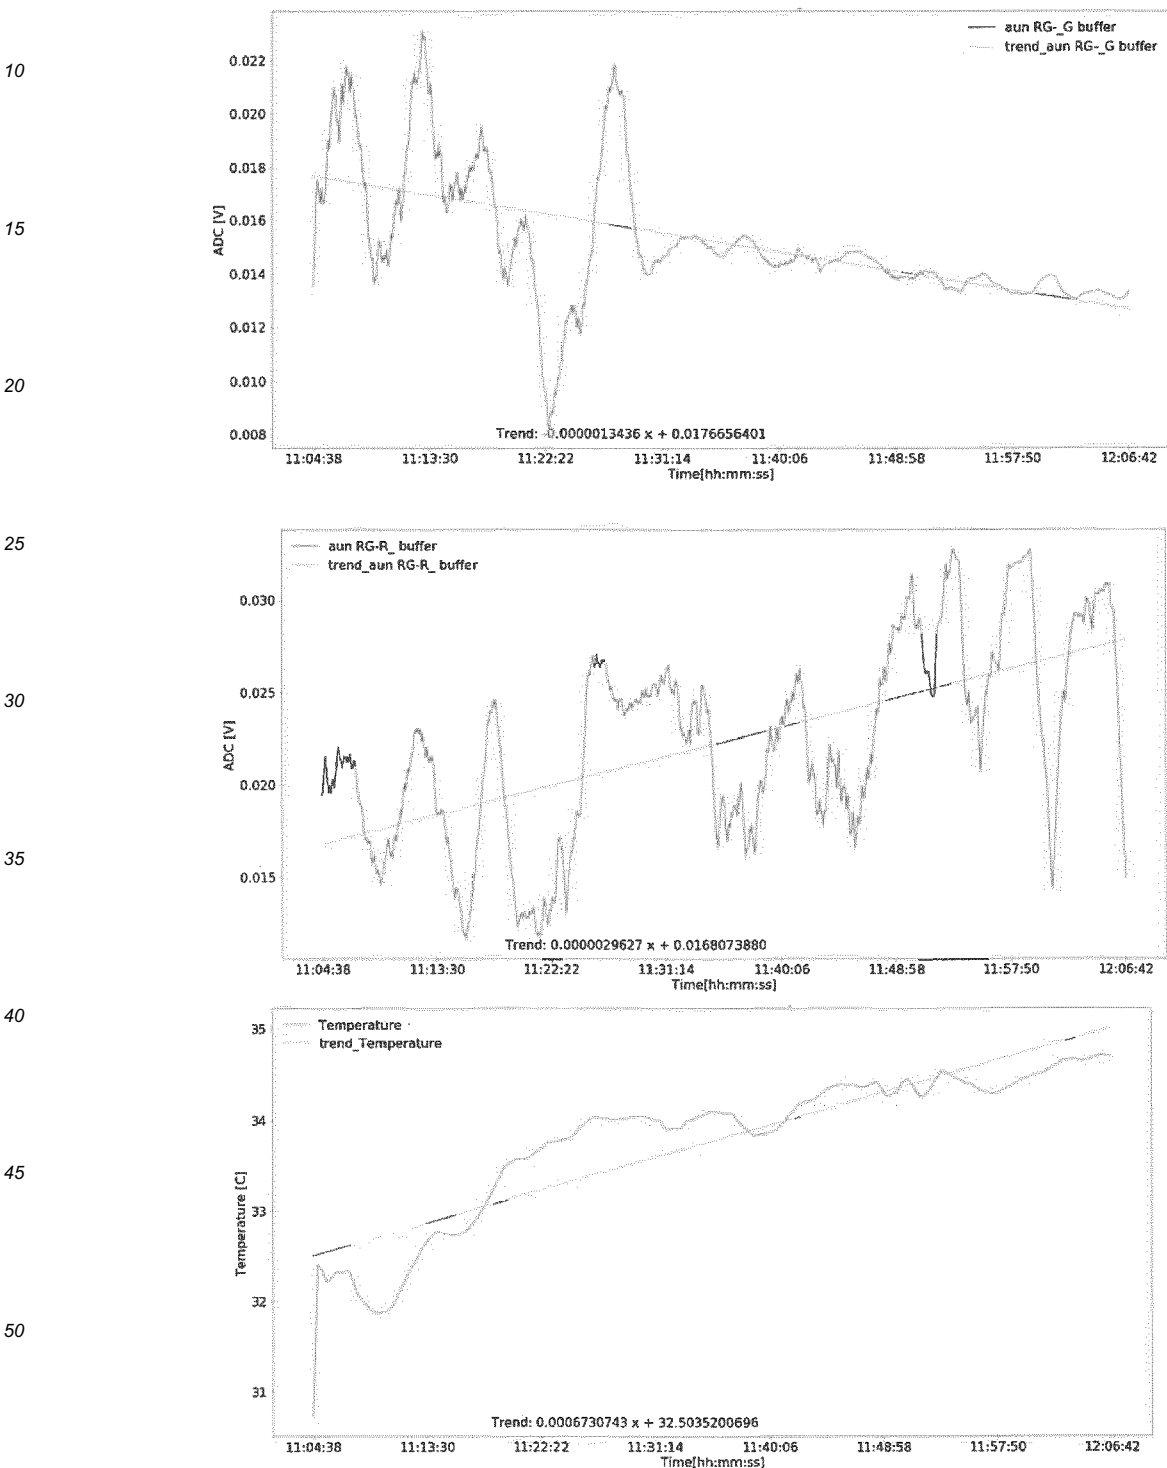 aun RG-_G buffer
trend_aun RG-_G buffer
10
0.022
0.020
0.018
15
0.016
0.014
0.012
20
0.010
0.008
ADC [V]
Trend: -0.0000013436 x + 0.0176656401
11:04:38 11:13:30 11:22:22 11:31:14 11:40:06 11:48:58 11:57:50 12:06:42
Time[hh:mm:ss]
25
aun RG-R_ buffer
trend_aun RG-R_ buffer
0.030
30
0.025
ADC [V]
0.020
35
0.015
Trend: 0.0000029627 x + 0.0168073880
11:04:38 11:13:30 11:22:22 11:31:14 11:40:06 11:48:58 11:57:50 12:06:42
Time[hh:mm:ss]
40
Temperature
trend_Temperature
35
34
45
33
Temperature [C]
32
50
31
Trend: 0.0006730743 x + 32.5035200696
11:04:38 11:13:30 11:22:22 11:31:14 11:40:06 11:48:58 11:57:50 12:06:42
Time[hh:mm:ss]